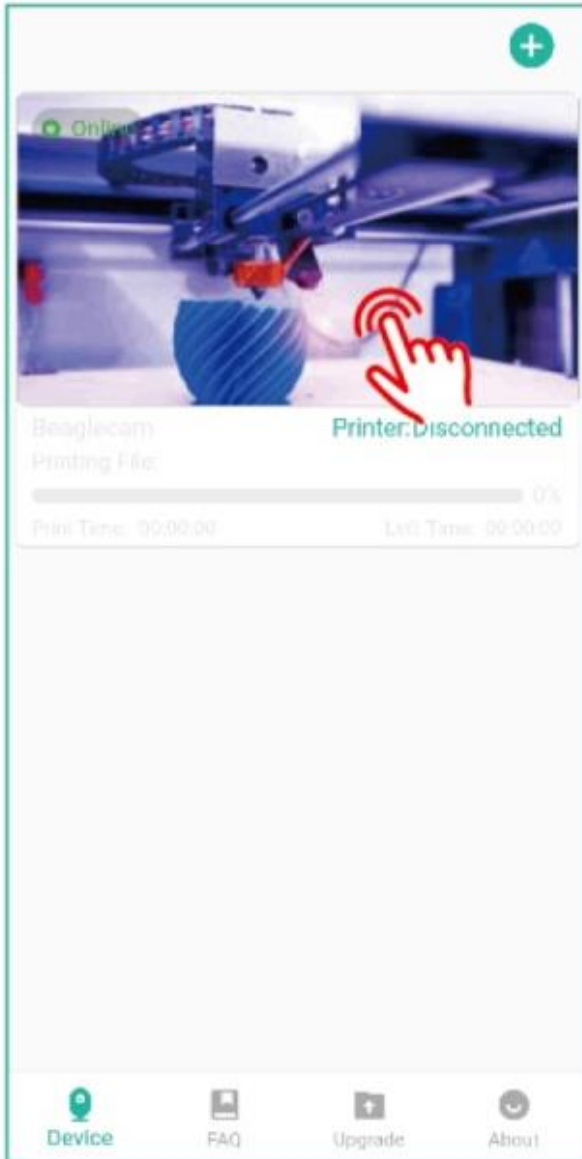 Online
Beaglecam Printer:Disconnected
Printing File:
0%
Print Time: 00:00:00 Left Time: 00:00:00
Device FAQ Upgrade About